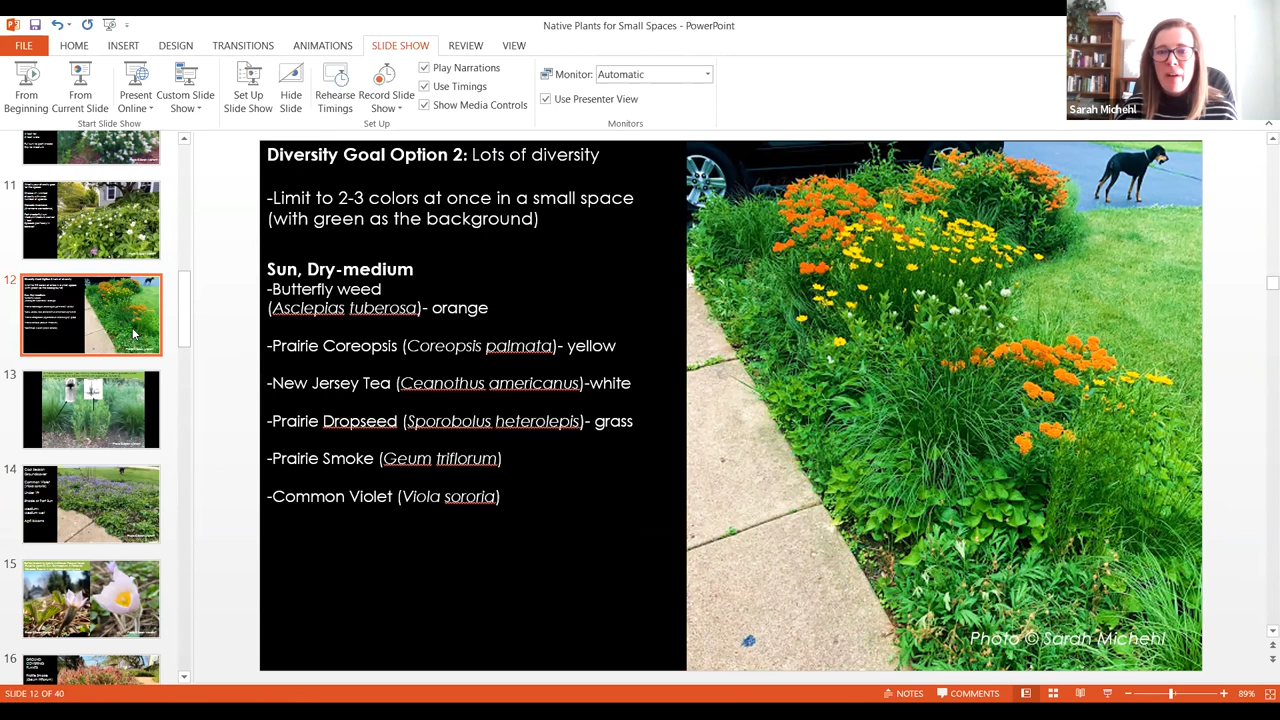 Native Plants for Small Spaces - PowerPoint
FILE HOME INSERT DESIGN TRANSITIONS ANIMATIONS SLIDE SHOW REVIEW VIEW
From Beginning
From Current Slide
Present Online
Custom Slide Show
Start Slide Show
Set Up Slide Show
Hide Slide
Rehearse Timings
Record Slide Show
Play Narrations
Use Timings
Show Media Controls
Set Up
Monitor: Automatic
Use Presenter View
Monitors
Sarah Michehl
11
12
13
14
15
16
Diversity Goal Option 2: Lots of diversity
-Limit to 2-3 colors at once in a small space
(with green as the background)
Sun, Dry-medium
-Butterfly weed
(Asclepias tuberosa)- orange
-Prairie Coreopsis (Coreopsis palmata)- yellow
-New Jersey Tea (Ceanothus americanus)-white
-Prairie Dropseed (Sporobolus heterolepis)- grass
-Prairie Smoke (Geum triflorum)
-Common Violet (Viola sororia)
Photo © Sarah Michehl
SLIDE 12 OF 40
NOTES COMMENTS 89%